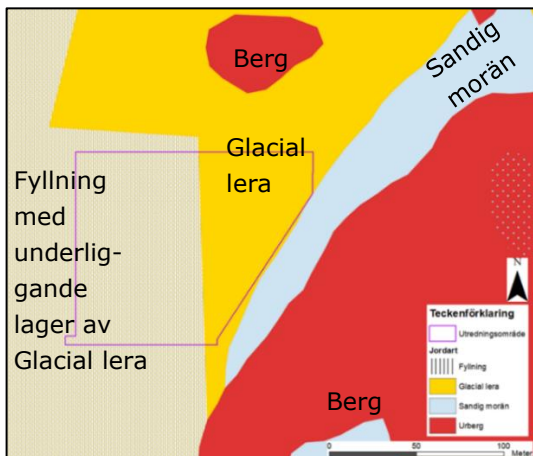 Berg
Sandig
morän
Glacial
lera
Fyllning
med
underlig-
gande
lager av
Glacial lera
Berg
N
Teckenförklaring
Utredningsområde
Jordart
Fyllning
Glacial lera
Sandig morän
Urberg
0 50 100
Meter